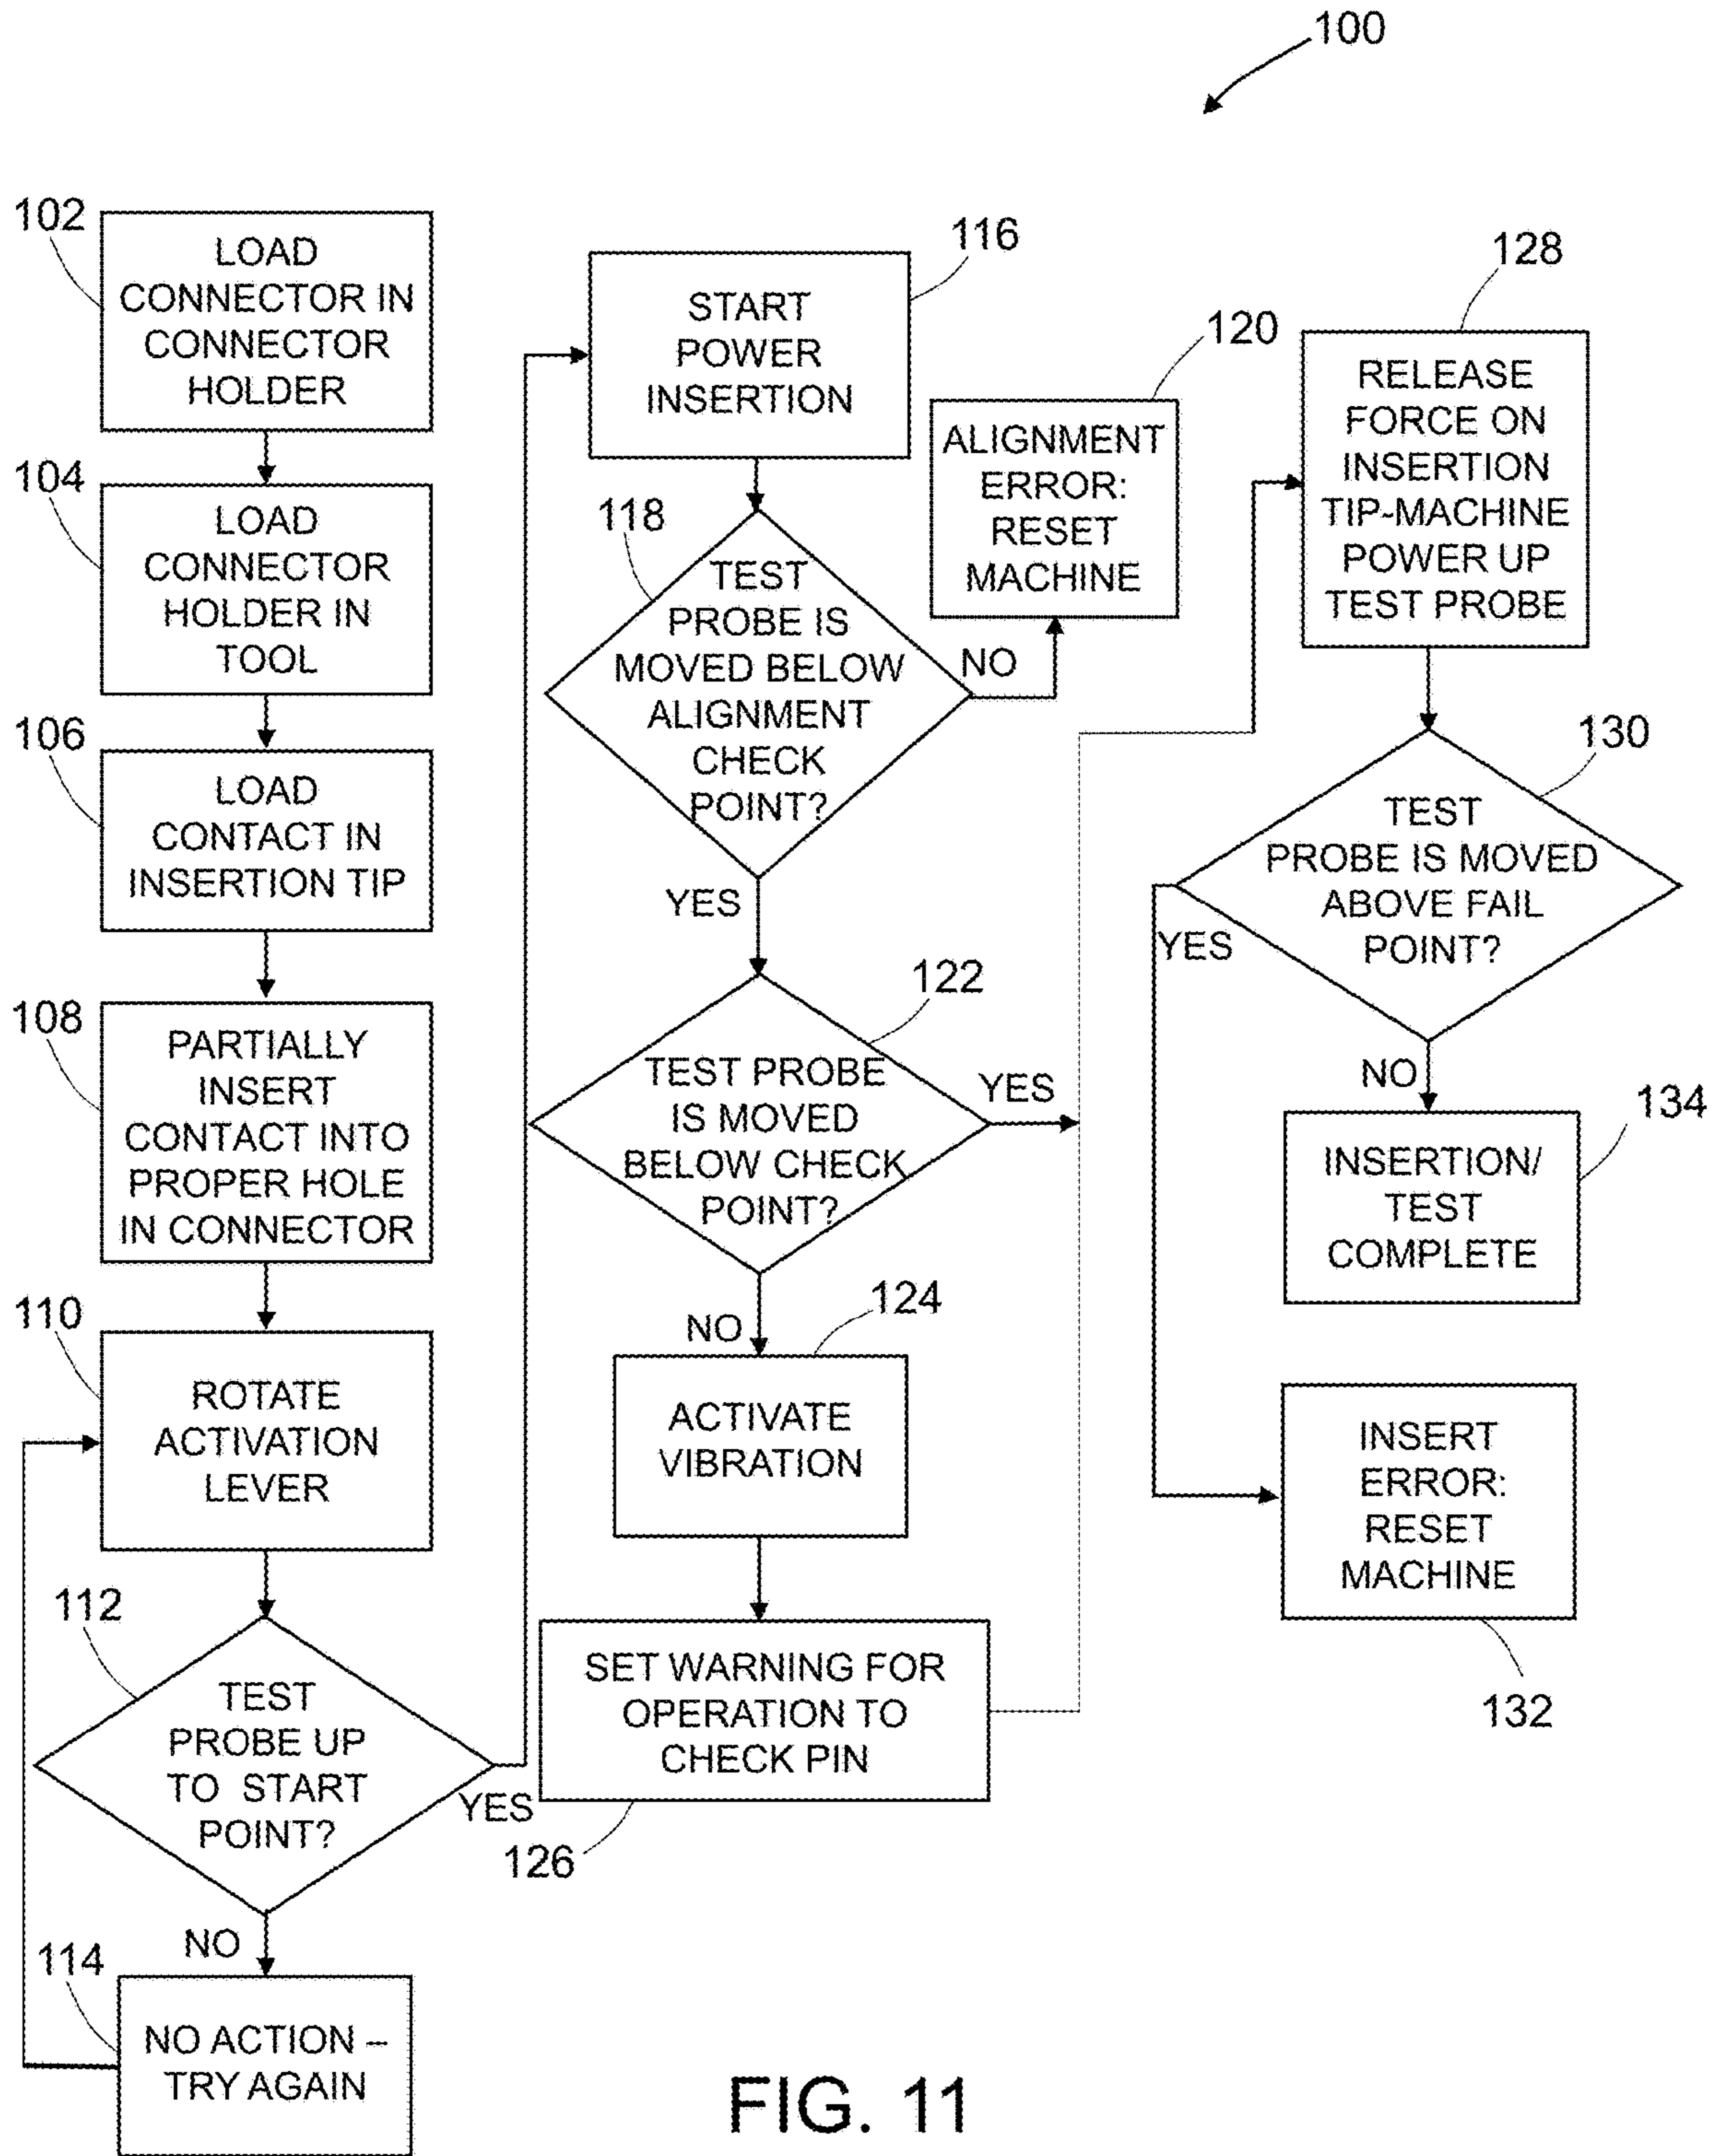 100
102
LOAD
CONNECTOR IN
CONNECTOR
HOLDER
104
LOAD
CONNECTOR
HOLDER IN
TOOL
106
LOAD
CONTACT IN
INSERTION TIP
108
PARTIALLY
INSERT
CONTACT INTO
PROPER HOLE
IN CONNECTOR
110
ROTATE
ACTIVATION
LEVER
112
TEST
PROBE UP
TO START
POINT?
YES
NO
114
NO ACTION –
TRY AGAIN
116
START
POWER
INSERTION
118
TEST
PROBE IS
MOVED BELOW
ALIGNMENT
CHECK
POINT?
NO
YES
120
ALIGNMENT
ERROR:
RESET
MACHINE
122
TEST PROBE
IS MOVED
BELOW CHECK
POINT?
YES
NO
124
ACTIVATE
VIBRATION
SET WARNING FOR
OPERATION TO
CHECK PIN
126
128
RELEASE
FORCE ON
INSERTION
TIP-MACHINE
POWER UP
TEST PROBE
130
TEST
PROBE IS MOVED
ABOVE FAIL
POINT?
YES
NO
134
INSERTION/
TEST
COMPLETE
INSERT
ERROR:
RESET
MACHINE
132
FIG. 11